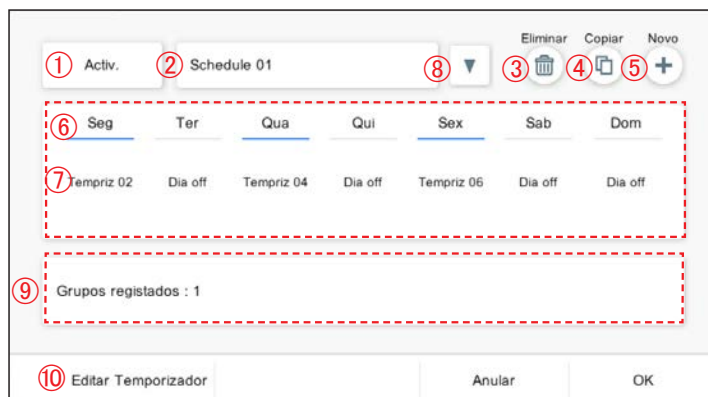 Eliminar Copiar Novo
① Activ. ② Schedule 01 ⑧ ▼ ③ ④ ⑤ +
⑥ Seg Ter Qua Qui Sex Sab Dom
⑦ Tempriz 02 Dia off Tempriz 04 Dia off Tempriz 06 Dia off Dia off
⑨ Grupos registados : 1
⑩ Editar Temporizador Anular OK